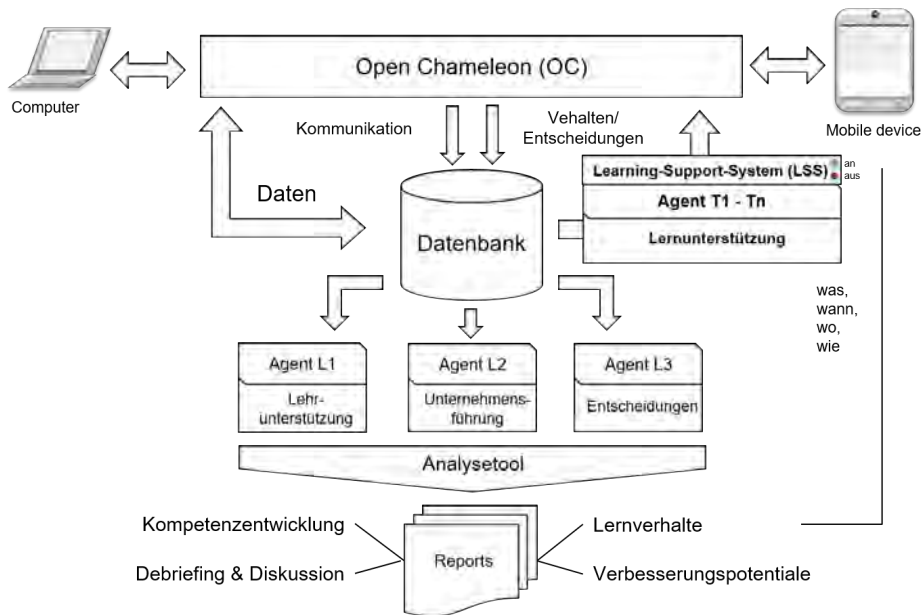 Open Chameleon (OC)
Computer
Mobile device
Kommunikation
Vehalten/
Entscheidungen
Learning-Support-System (LSS)
an
aus
Agent T1 - Tn
Lernunterstützung
Daten
Datenbank
was,
wann,
wo,
wie
Agent L1
Lehr-
unterstützung
Agent L2
Unternehmens-
führung
Agent L3
Entscheidungen
Analysetool
Kompetenzentwicklung
Lernverhalte
Reports
Debriefing & Diskussion
Verbesserungspotentiale